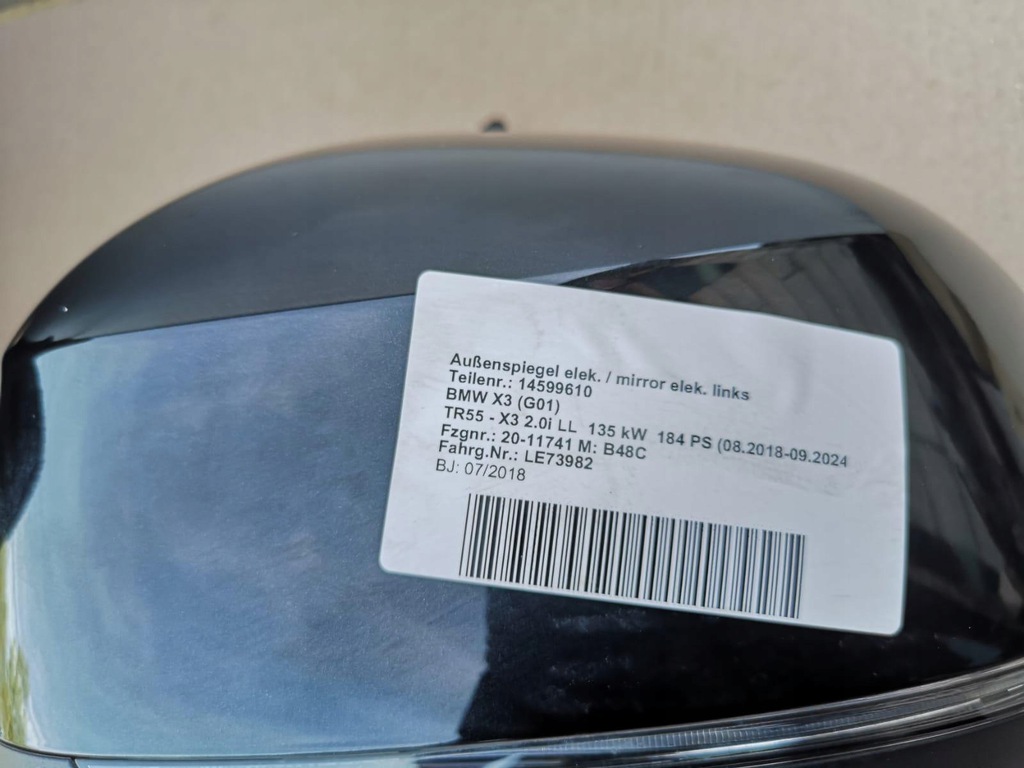 Außenspiegel elek. / mirror elek. links
Teilenr.: 14599610
BMW X3 (G01)
TR55 - X3 2.0i LL 135 kW 184 PS (08.2018-09.2024
Fzgnr.: 20-11741 M: B48C
Fahrg.Nr.: LE73982
BJ: 07/2018